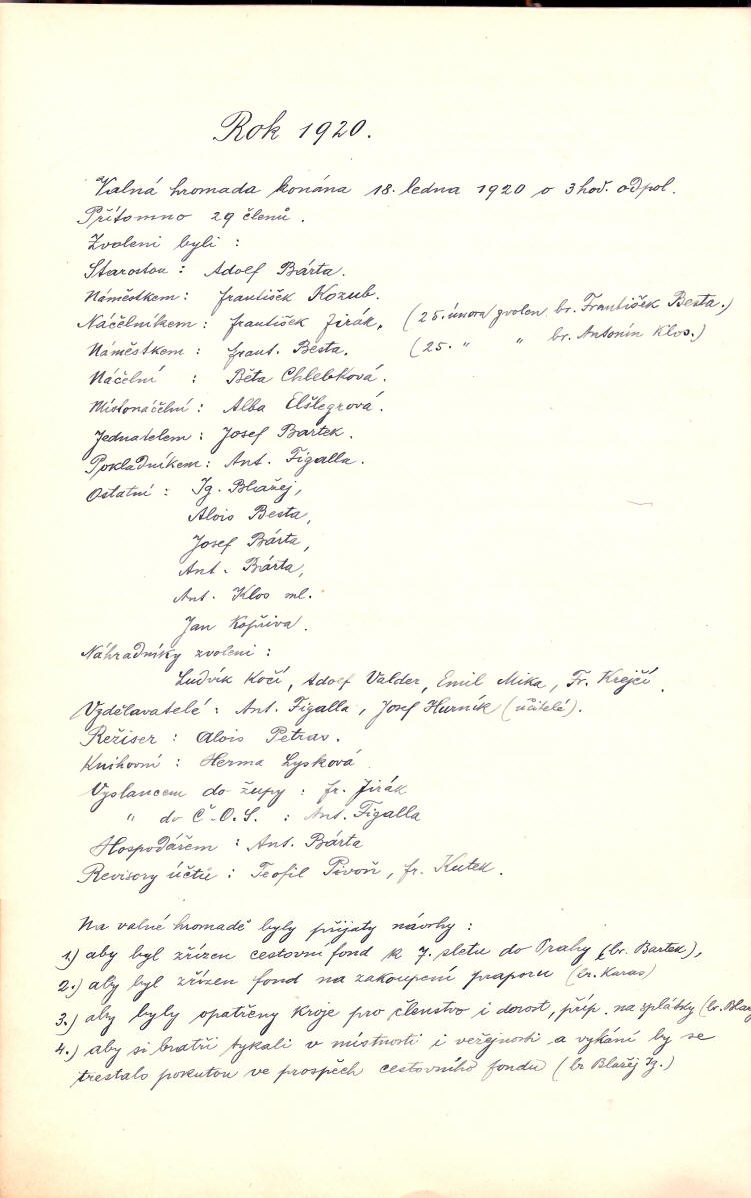 Rok 1920.
Valná hromada konána 18. ledna 1920 o 3 hod. odpol.
Přítomno 29 členů.
Zvoleni byli :
Starostou : Adolf Bárta.
Náměstkem : František Kozub.
Náčelníkem : František Jirák. (25. února zvolen br. František Besta.)
Náměstkem : Frant. Besta. (25. " " br. Antonín Klos.)
Náčelní : Běta Chlebková.
Místonáčelní : Alba Elšlegrová.
Jednatelem : Josef Bartek.
Pokladníkem : Ant. Figalla.
Ostatní : Ig. Blažej,
Alois Besta,
Josef Bárta,
Ant. Bárta,
Ant. Klos ml.
Jan Kopřiva.
Náhradníky zvoleni :
Ludvík Kočí, Adolf Valder, Emil Mika, Fr. Krejčí.
Vzdělavatelé : Ant. Figalla, Josef Hurník (učitelé).
Režiser : Alois Petrav.
Knihovní : Herma Lysková
Vyslancem do župy : fr. Jirák
" do Č.O.S. : Ant. Figalla
Hospodářem : Ant. Bárta
Revisory účtů : Teofil Pivoň, fr. Kutek.
Na valné hromadě byly přijaty návrhy :
1.) aby byl zřízen cestovní fond k 7. sletu do Prahy (br. Bartek),
2.) aby byl zřízen fond na zakoupení praporu (br. Karas)
3.) aby byly opatřeny kroje pro členstvo i dorost, příp. na splátky (br. Blaž
4.) aby si bratři tykali v místnosti i veřejnosti a vykání by se
trestalo pokutou ve prospěch cestovního fondu (br Blažej Ig.)